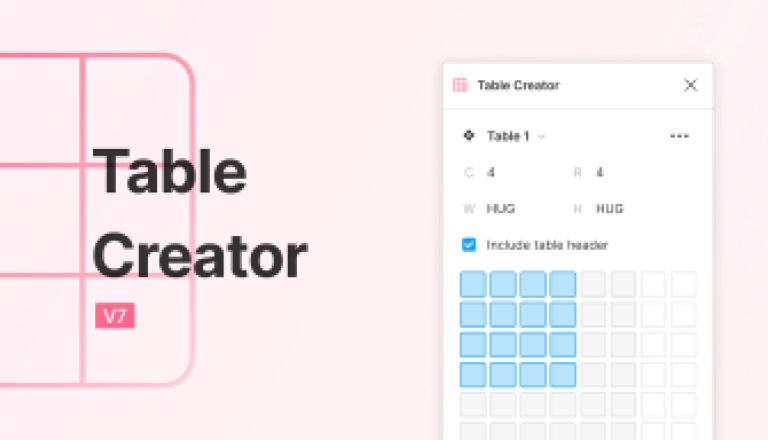 Table
Creator
V7
Table Creator
Table 1
C 4 R 4
W HUG H HUG
Include table header